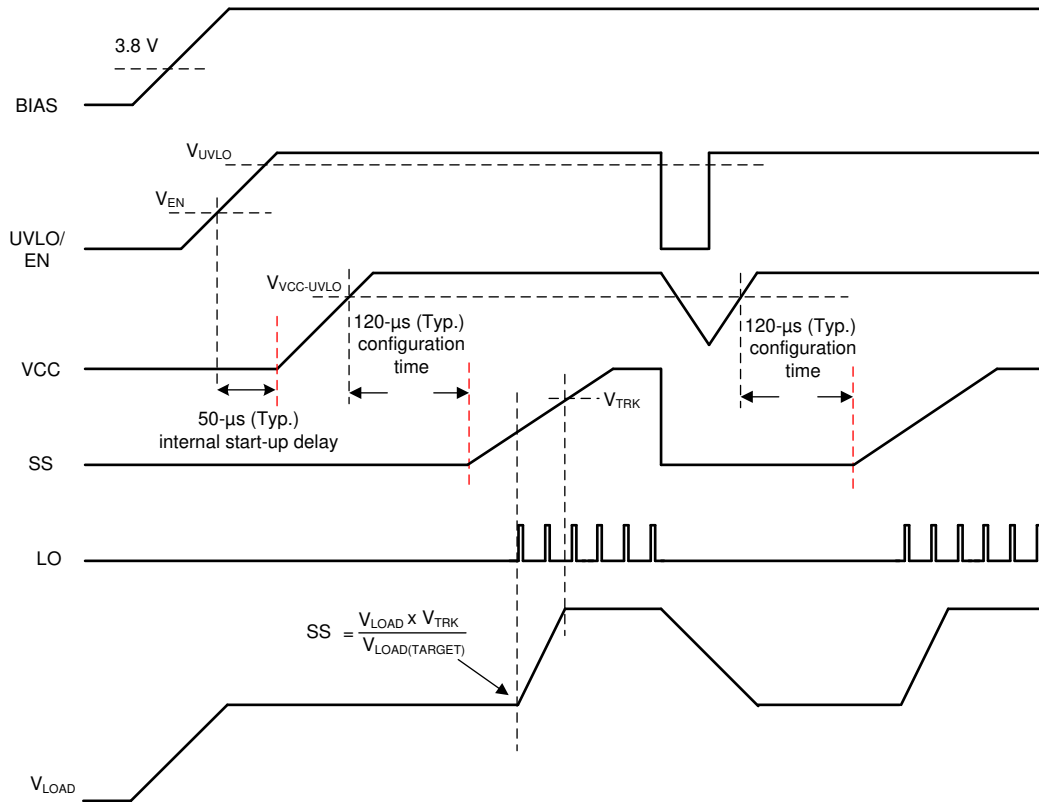 3.8 V
BIAS
V_UVLO
V_EN
UVLO/
EN
V_VCC-UVLO
120-µs (Typ.)
configuration
time
120-µs (Typ.)
configuration
time
VCC
V_TRK
50-µs (Typ.)
internal start-up delay
SS
LO
SS = V_LOAD x V_TRK
V_LOAD(TARGET)
V_LOAD